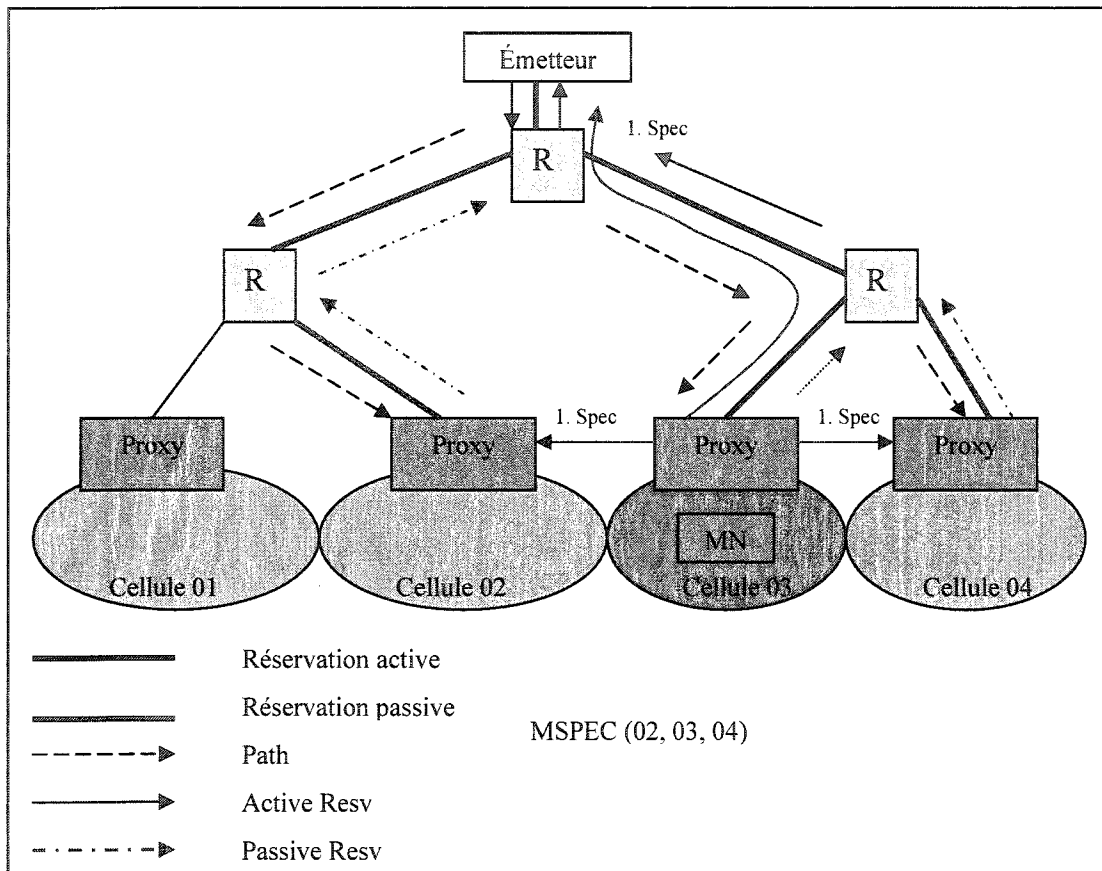 Émetteur
1. Spec
R
R
R
1. Spec
1. Spec
Proxy
Proxy
Proxy
Proxy
MN
Cellule 01
Cellule 02
Cellule 03
Cellule 04
Réservation active
Réservation passive
MSPEC (02, 03, 04)
Path
Active Resv
Passive Resv